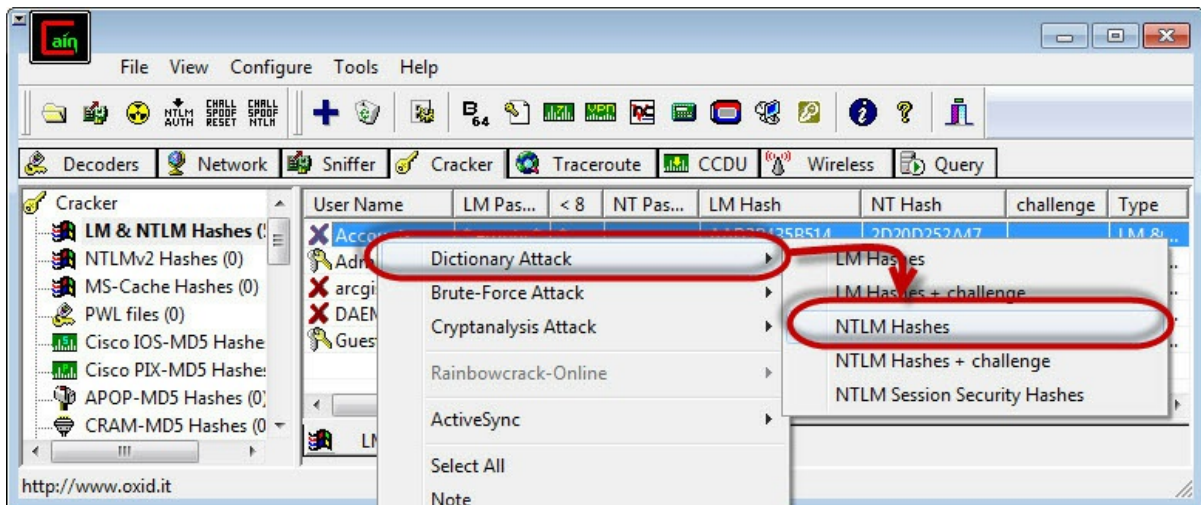 Cain
File View Configure Tools Help
NTLM AUTH
CHALL SPOOF RESET
CHALL SPOOF NTLM
B 64
Decoders Network Sniffer Cracker Traceroute CCDU Wireless Query
Cracker
LM & NTLM Hashes (
NTLMv2 Hashes (0)
MS-Cache Hashes (0)
PWL files (0)
Cisco IOS-MD5 Hashe
Cisco PIX-MD5 Hashe
APOP-MD5 Hashes (0)
CRAM-MD5 Hashes (0
User Name LM Pas... < 8 NT Pas... LM Hash NT Hash challenge Type
LM &..
arcgi
DAEM
Gues
Dictionary Attack
Brute-Force Attack
Cryptanalysis Attack
Rainbowcrack-Online
ActiveSync
Select All
Note
LM Hashes
LM Hashes + challenge
NTLM Hashes
NTLM Hashes + challenge
NTLM Session Security Hashes
http://www.oxid.it